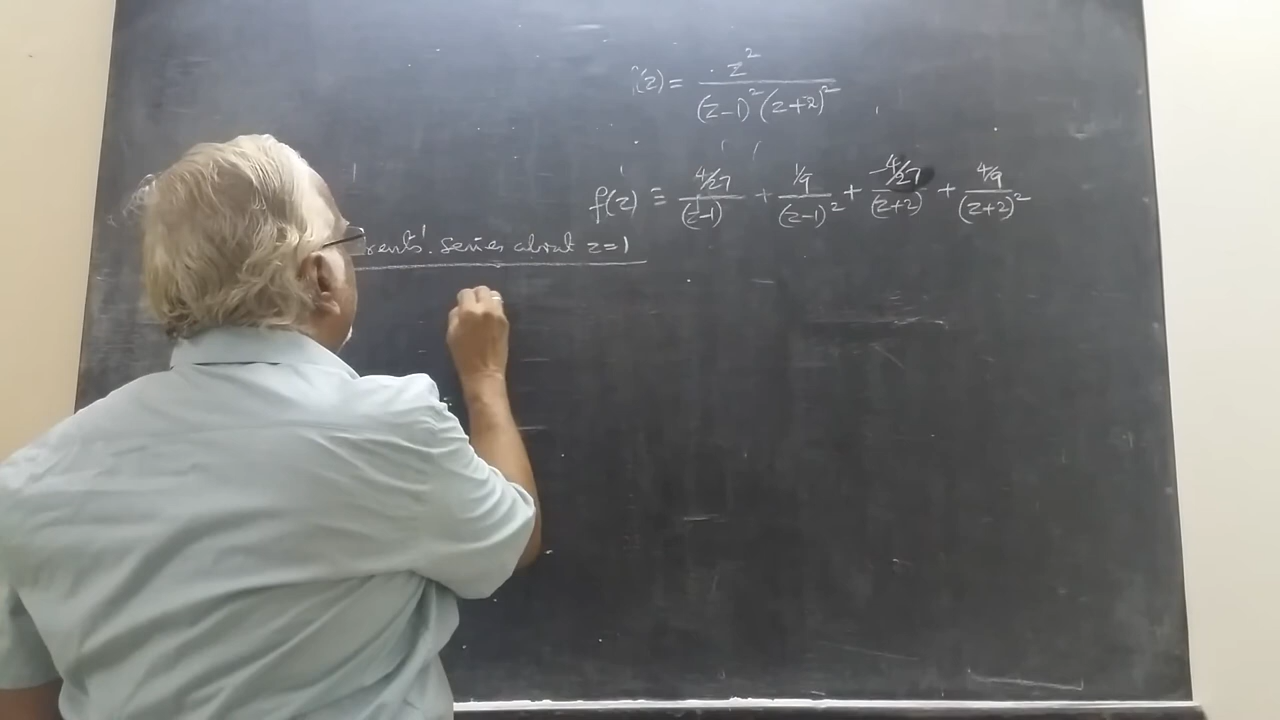 f(z) = z² / (z-1)²(z+2)²
f(z) ≡ 4/27 / (z-1) + 1/9 / (z-1)² + -4/27 / (z+2) + 4/9 / (z+2)²
rents'. Series about z=1